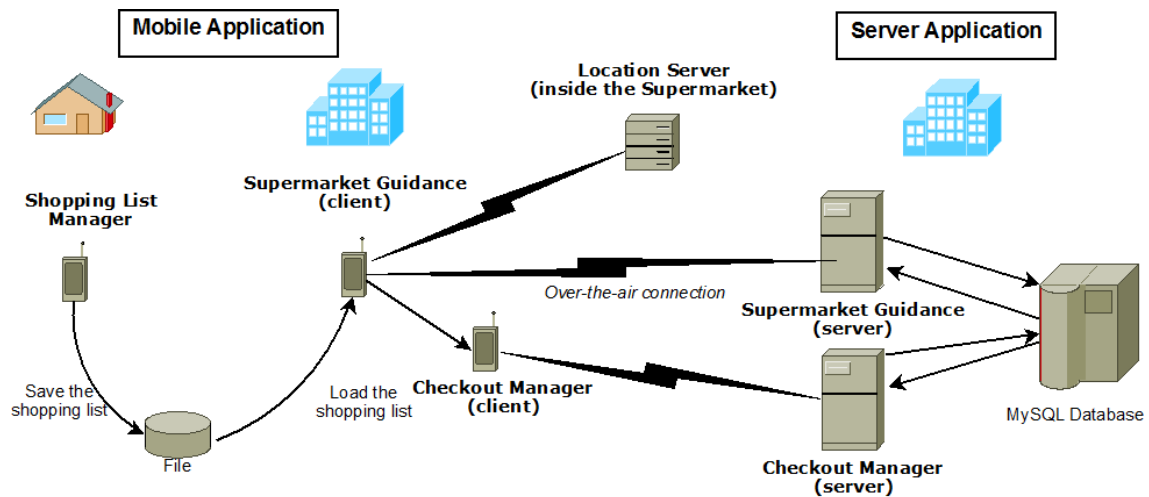 Mobile Application
Server Application
Location Server
(inside the Supermarket)
Supermarket Guidance
(client)
Shopping List
Manager
Over-the-air connection
Supermarket Guidance
(server)
Save the
shopping list
Load the
shopping list
Checkout Manager
(client)
MySQL Database
File
Checkout Manager
(server)